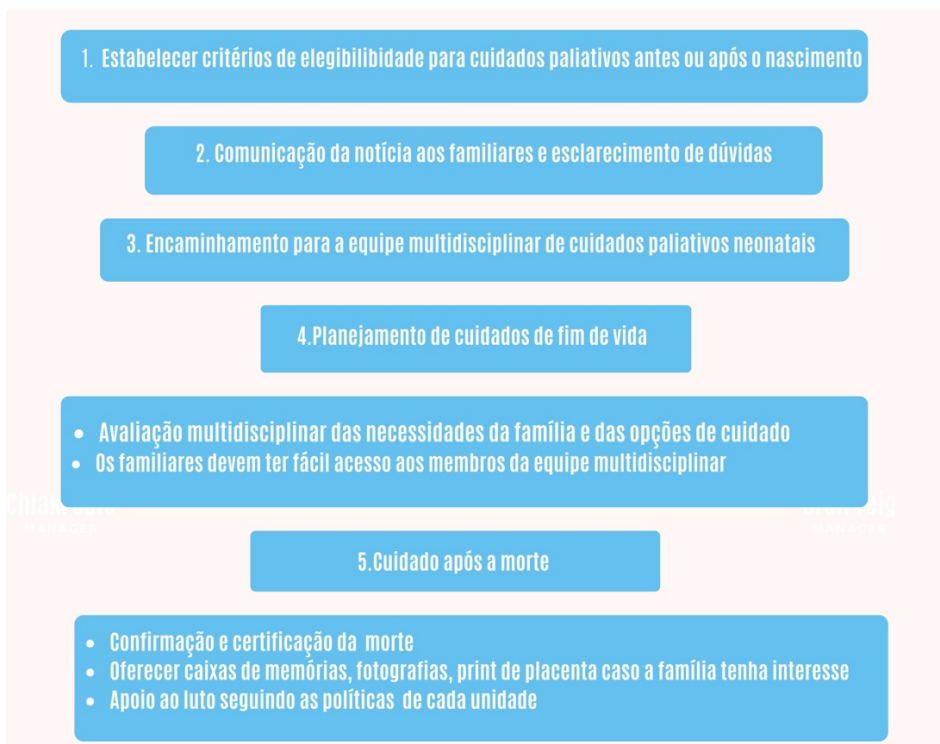 1. Estabelecer critérios de elegibilibidade para cuidados paliativos antes ou após o nascimento
2. Comunicação da notícia aos familiares e esclarecimento de dúvidas
3. Encaminhamento para a equipe multidisciplinar de cuidados paliativos neonatais
4.Planejamento de cuidados de fim de vida
• Avaliação multidisciplinar das necessidades da família e das opções de cuidado
• Os familiares devem ter fácil acesso aos membros da equipe multidisciplinar
MANAGER MANAGER
5.Cuidado após a morte
• Confirmação e certificação da morte
• Oferecer caixas de memórias, fotografias, print de placenta caso a família tenha interesse
• Apoio ao luto seguindo as políticas de cada unidade